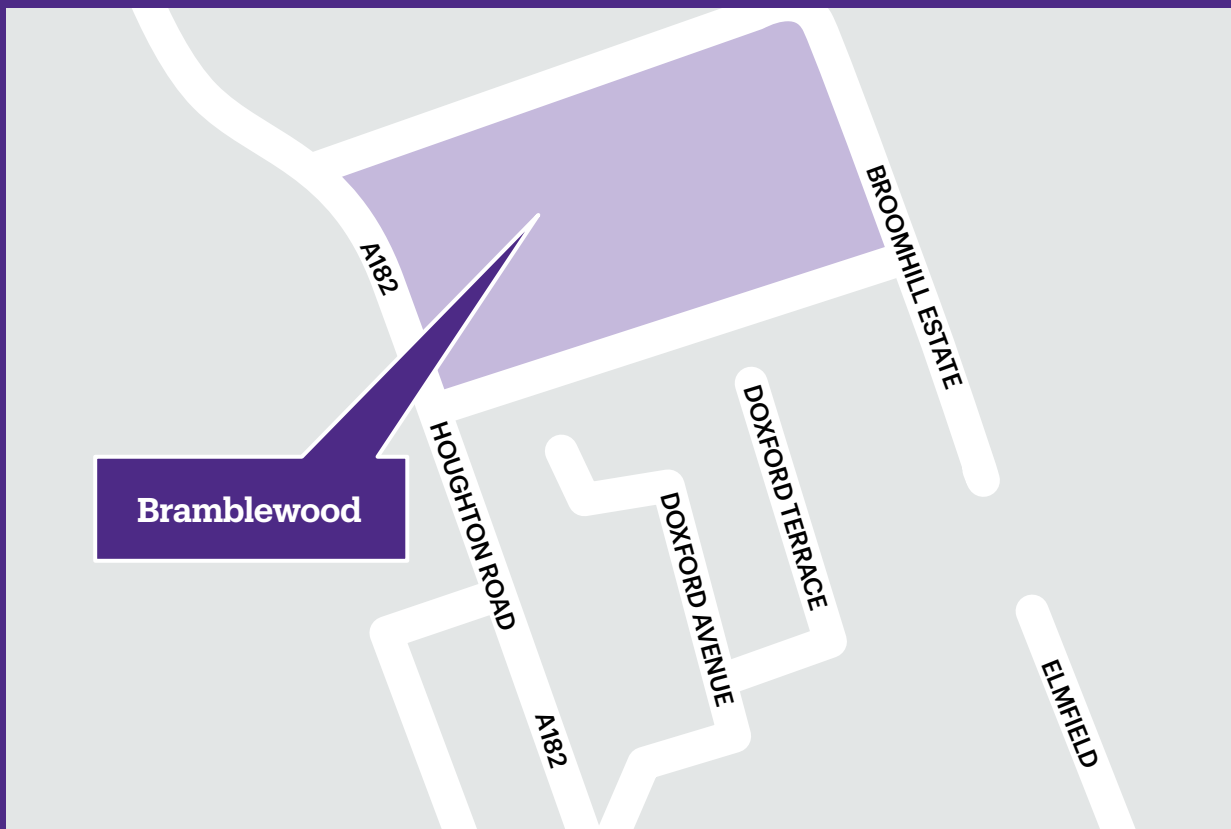 BROOMHILL ESTATE
A182
DOXFORD TERRACE
HOUGHTON ROAD
Bramblewood
DOXFORD AVENUE
ELMFIELD
A182